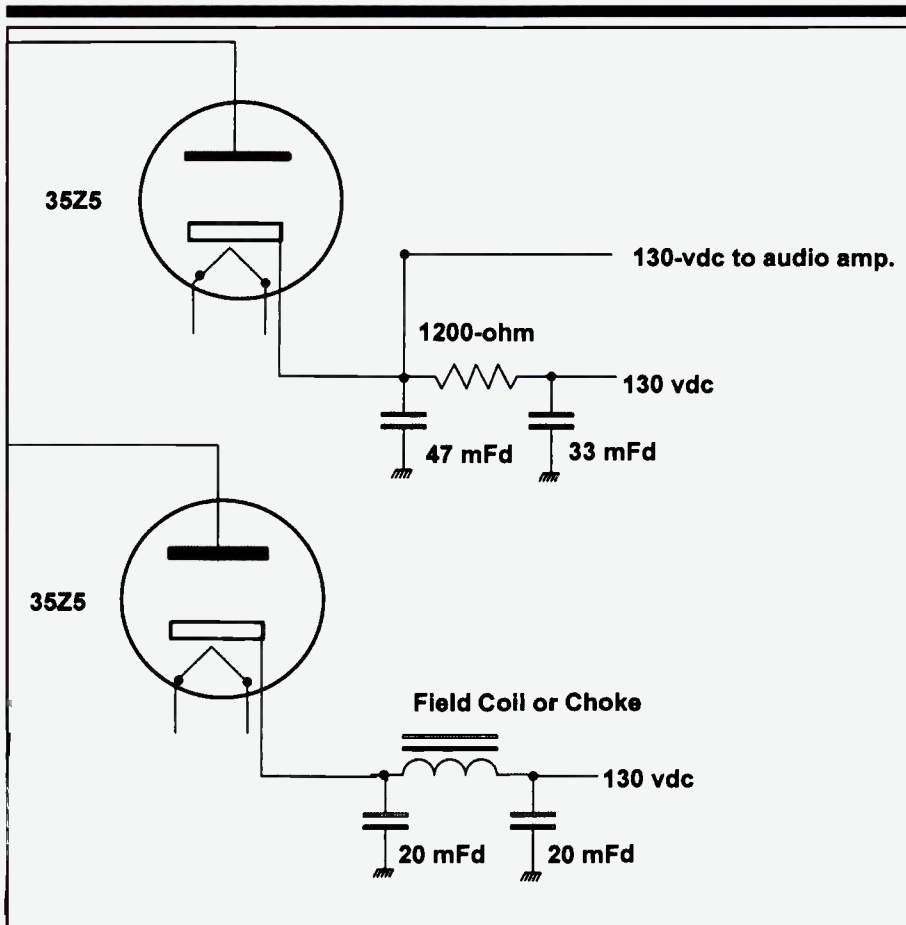 35Z5
130-vdc to audio amp.
1200-ohm
130 vdc
47 mFd
33 mFd
35Z5
Field Coil or Choke
130 vdc
20 mFd
20 mFd